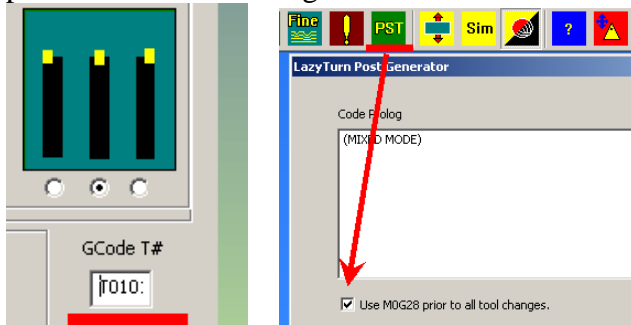 Fine
!
PST
Sim
?
LazyTurn Post Generator
Code Prolog
(MIXED MODE)
GCode T#
T010:
Use M0G28 prior to all tool changes.